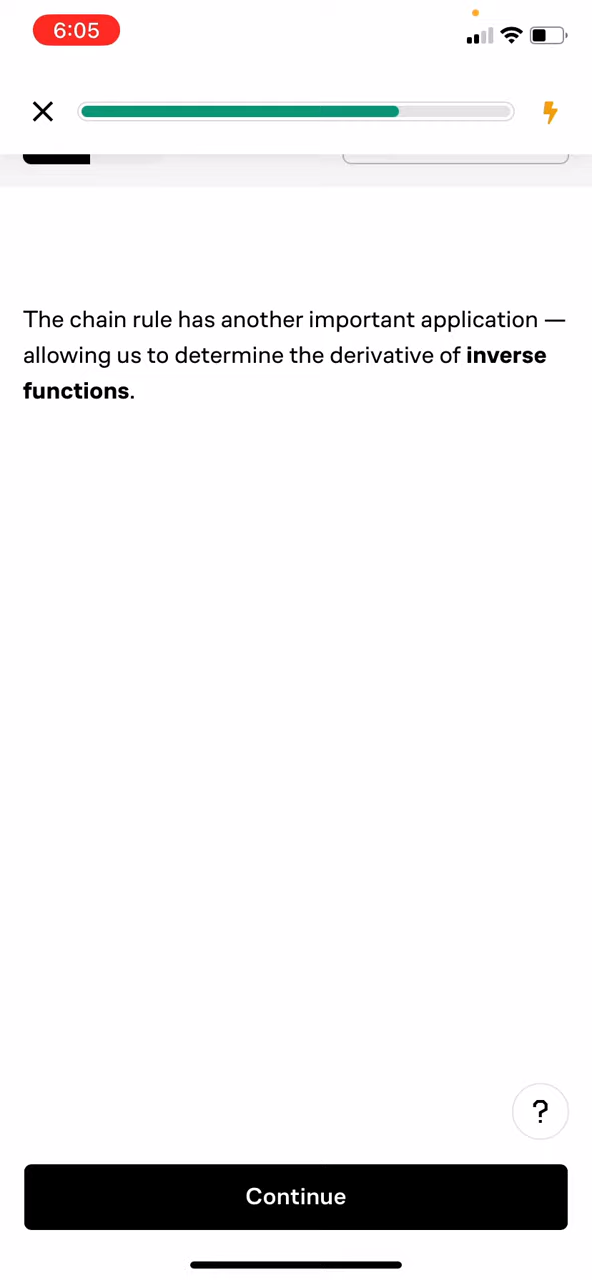 6:05
The chain rule has another important application —
allowing us to determine the derivative of inverse
functions.
?
Continue